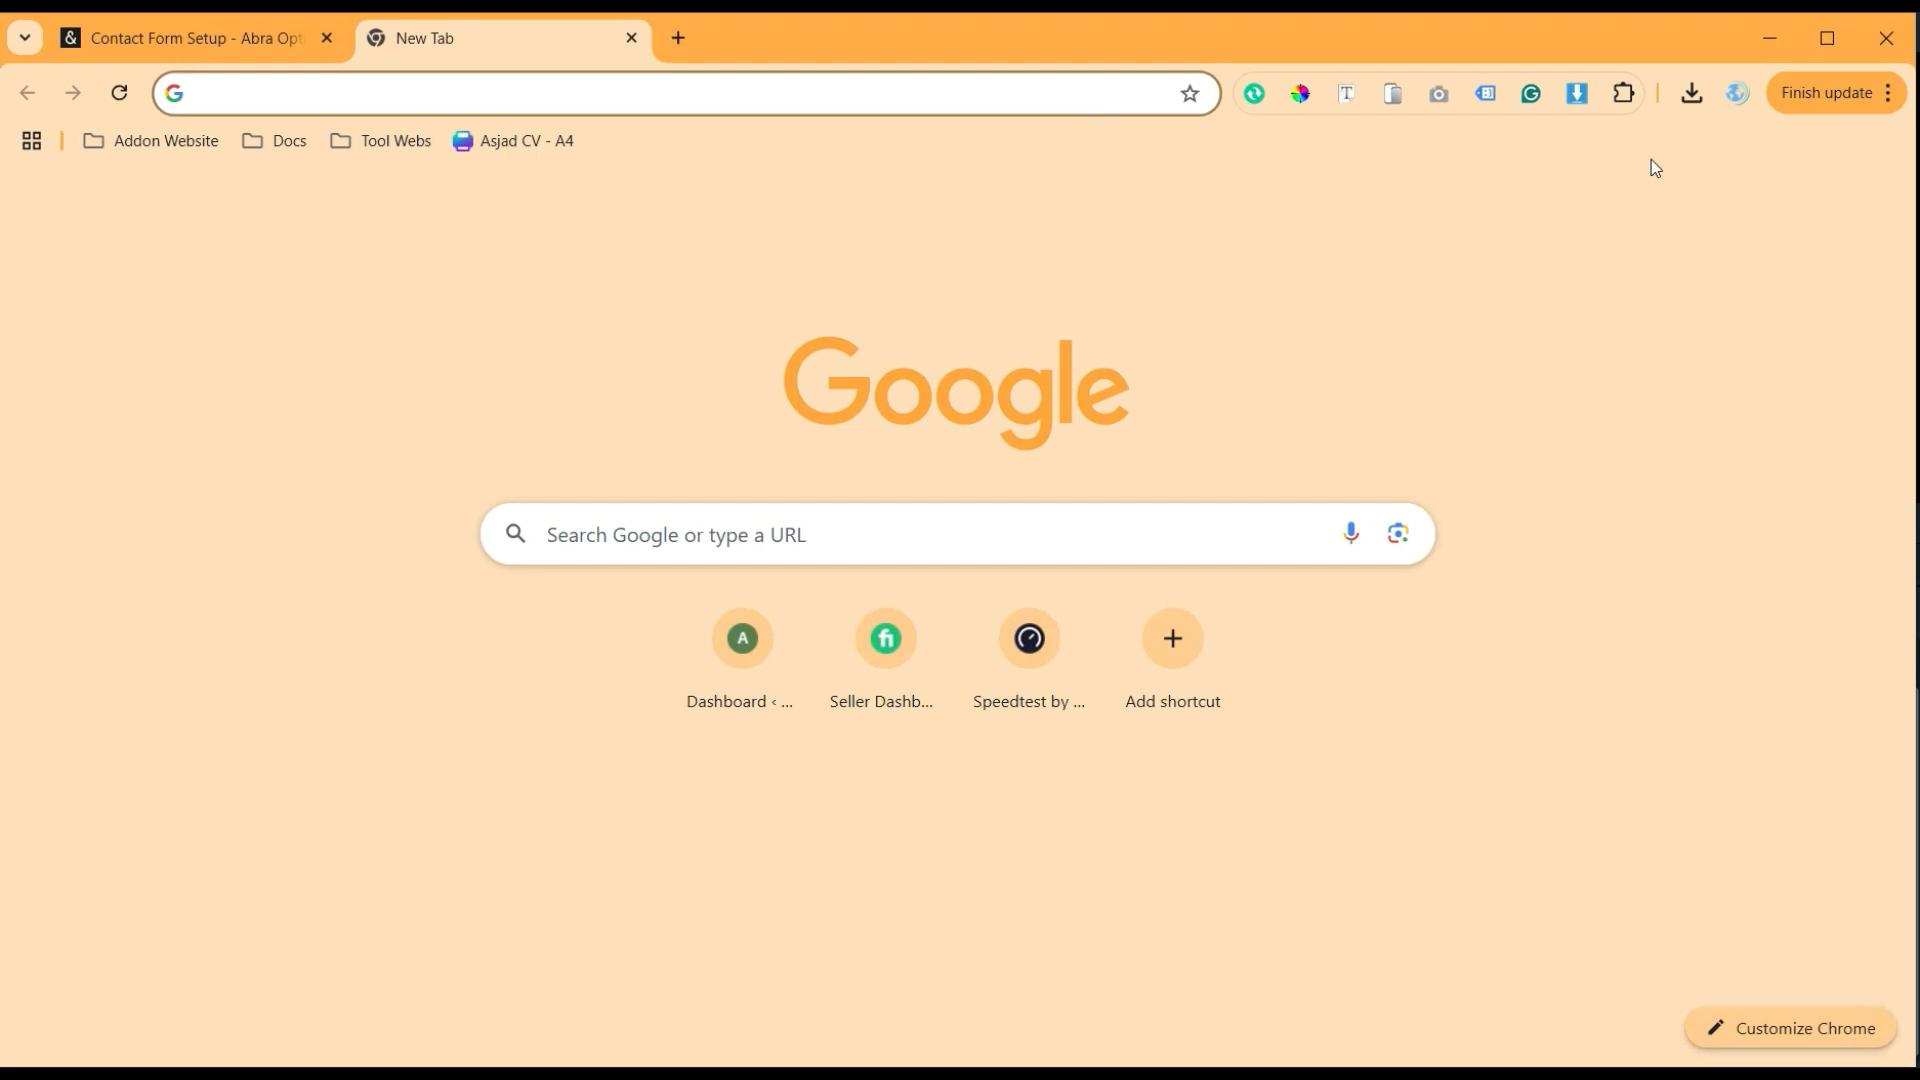 Contact Form Setup - Abra Opt
New Tab
Finish update
Addon Website
Docs
Tool Webs
Asjad CV - A4
Google
Search Google or type a URL
A
fi
Dashboard ‹ ...
Seller Dashb...
Speedtest by ...
Add shortcut
Customize Chrome